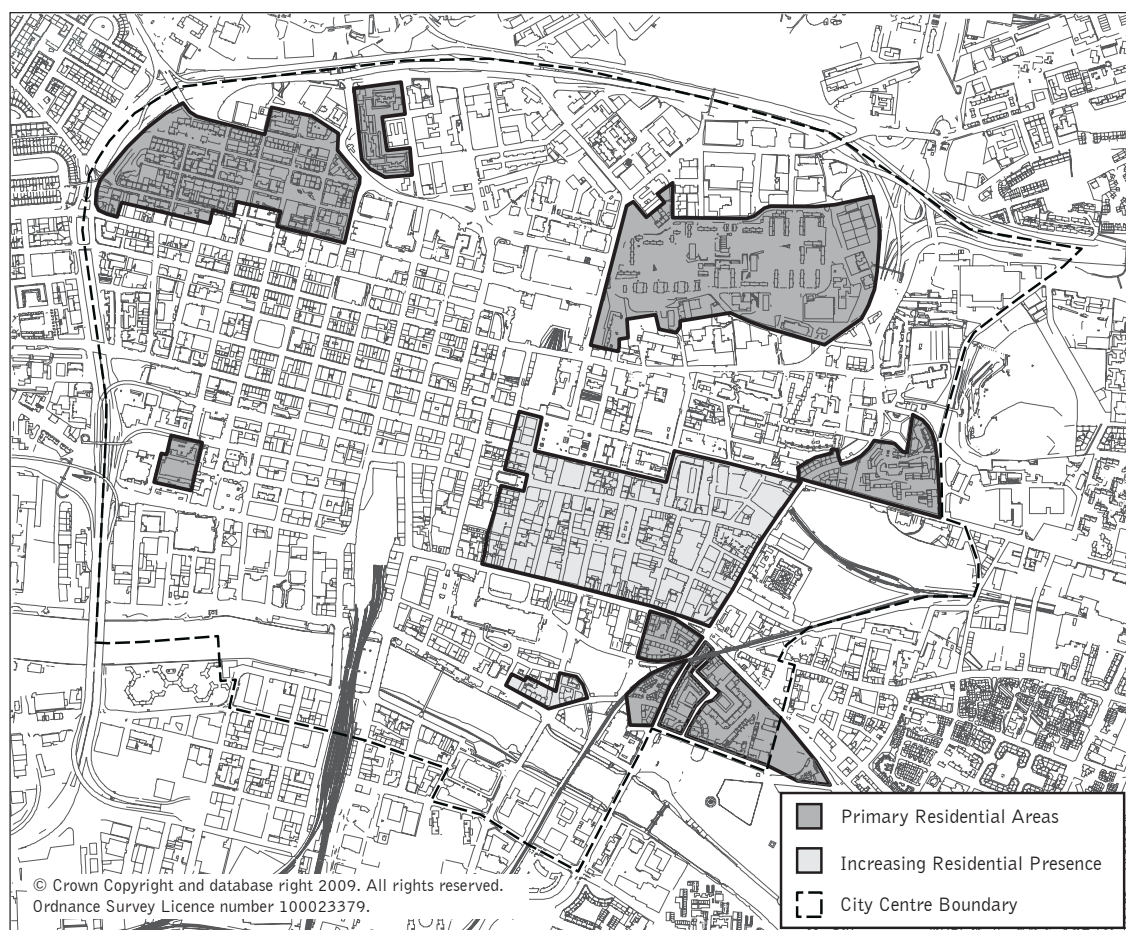 Primary Residential Areas
Increasing Residential Presence
City Centre Boundary
© Crown Copyright and database right 2009. All rights reserved.
Ordnance Survey Licence number 100023379.